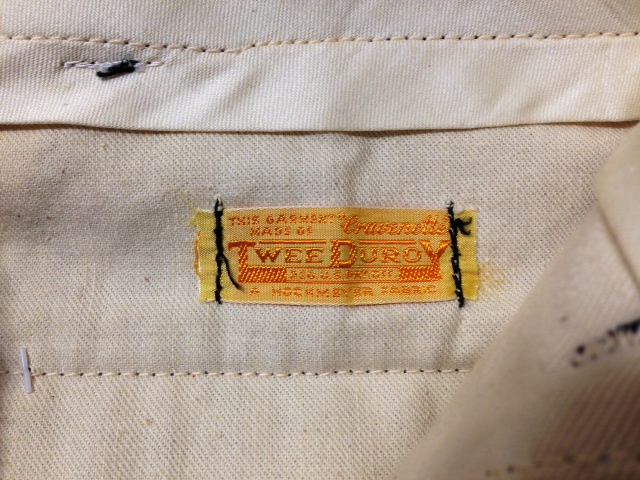 THIS GARMENT
MADE OF Cravenette
TWEEDUROY
REG. U.S. PAT. OFF.
A HOCKMEYER FABRIC